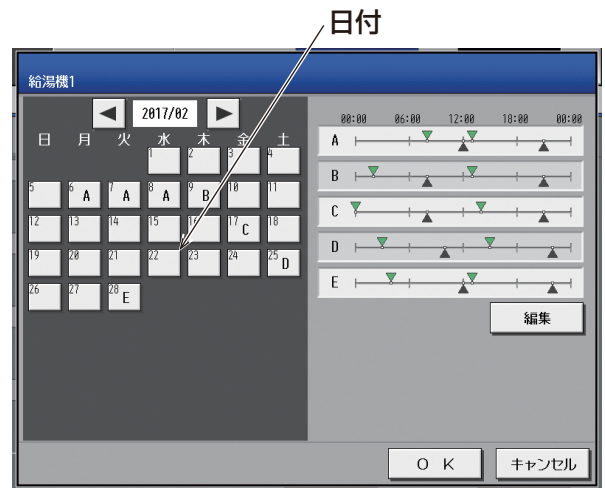 日付
給湯機1
2017/02
日 月 火 水 木 金 土
1 2 3 4
5 6 A 7 A 8 A 9 B 10 11
12 13 14 15 16 17 C 18
19 20 21 22 23 24 25 D
26 27 28 E
00:00 06:00 12:00 18:00 00:00
A
B
C
D
E
編集
OK キャンセル